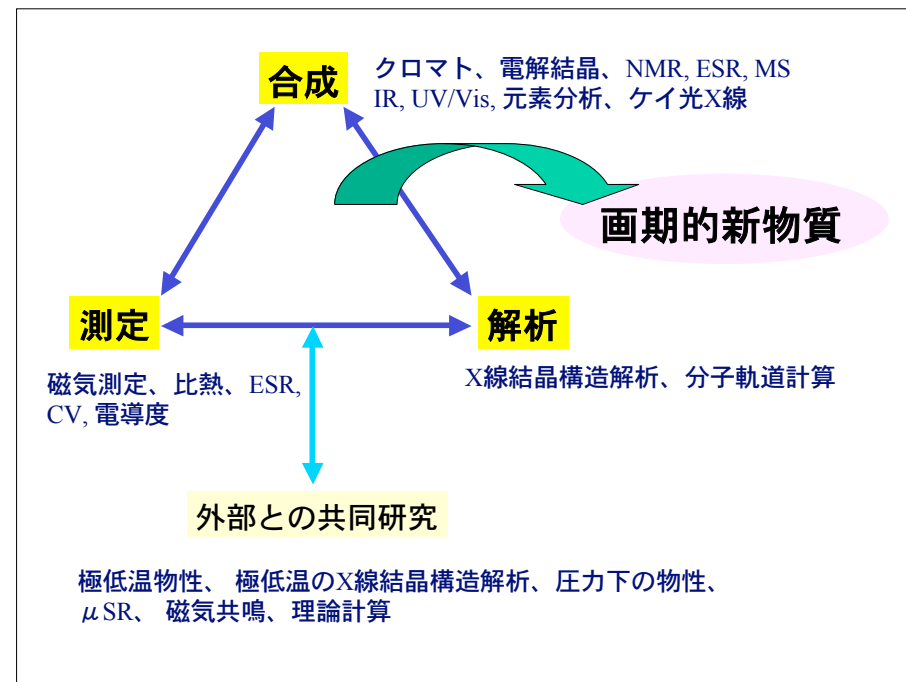 合成
クロマト、電解結晶、NMR, ESR, MS
IR, UV/Vis, 元素分析、ケイ光X線
画期的新物質
測定
解析
磁気測定、比熱、ESR,
CV, 電導度
X線結晶構造解析、分子軌道計算
外部との共同研究
極低温物性、 極低温のX線結晶構造解析、圧力下の物性、
μSR、 磁気共鳴、理論計算